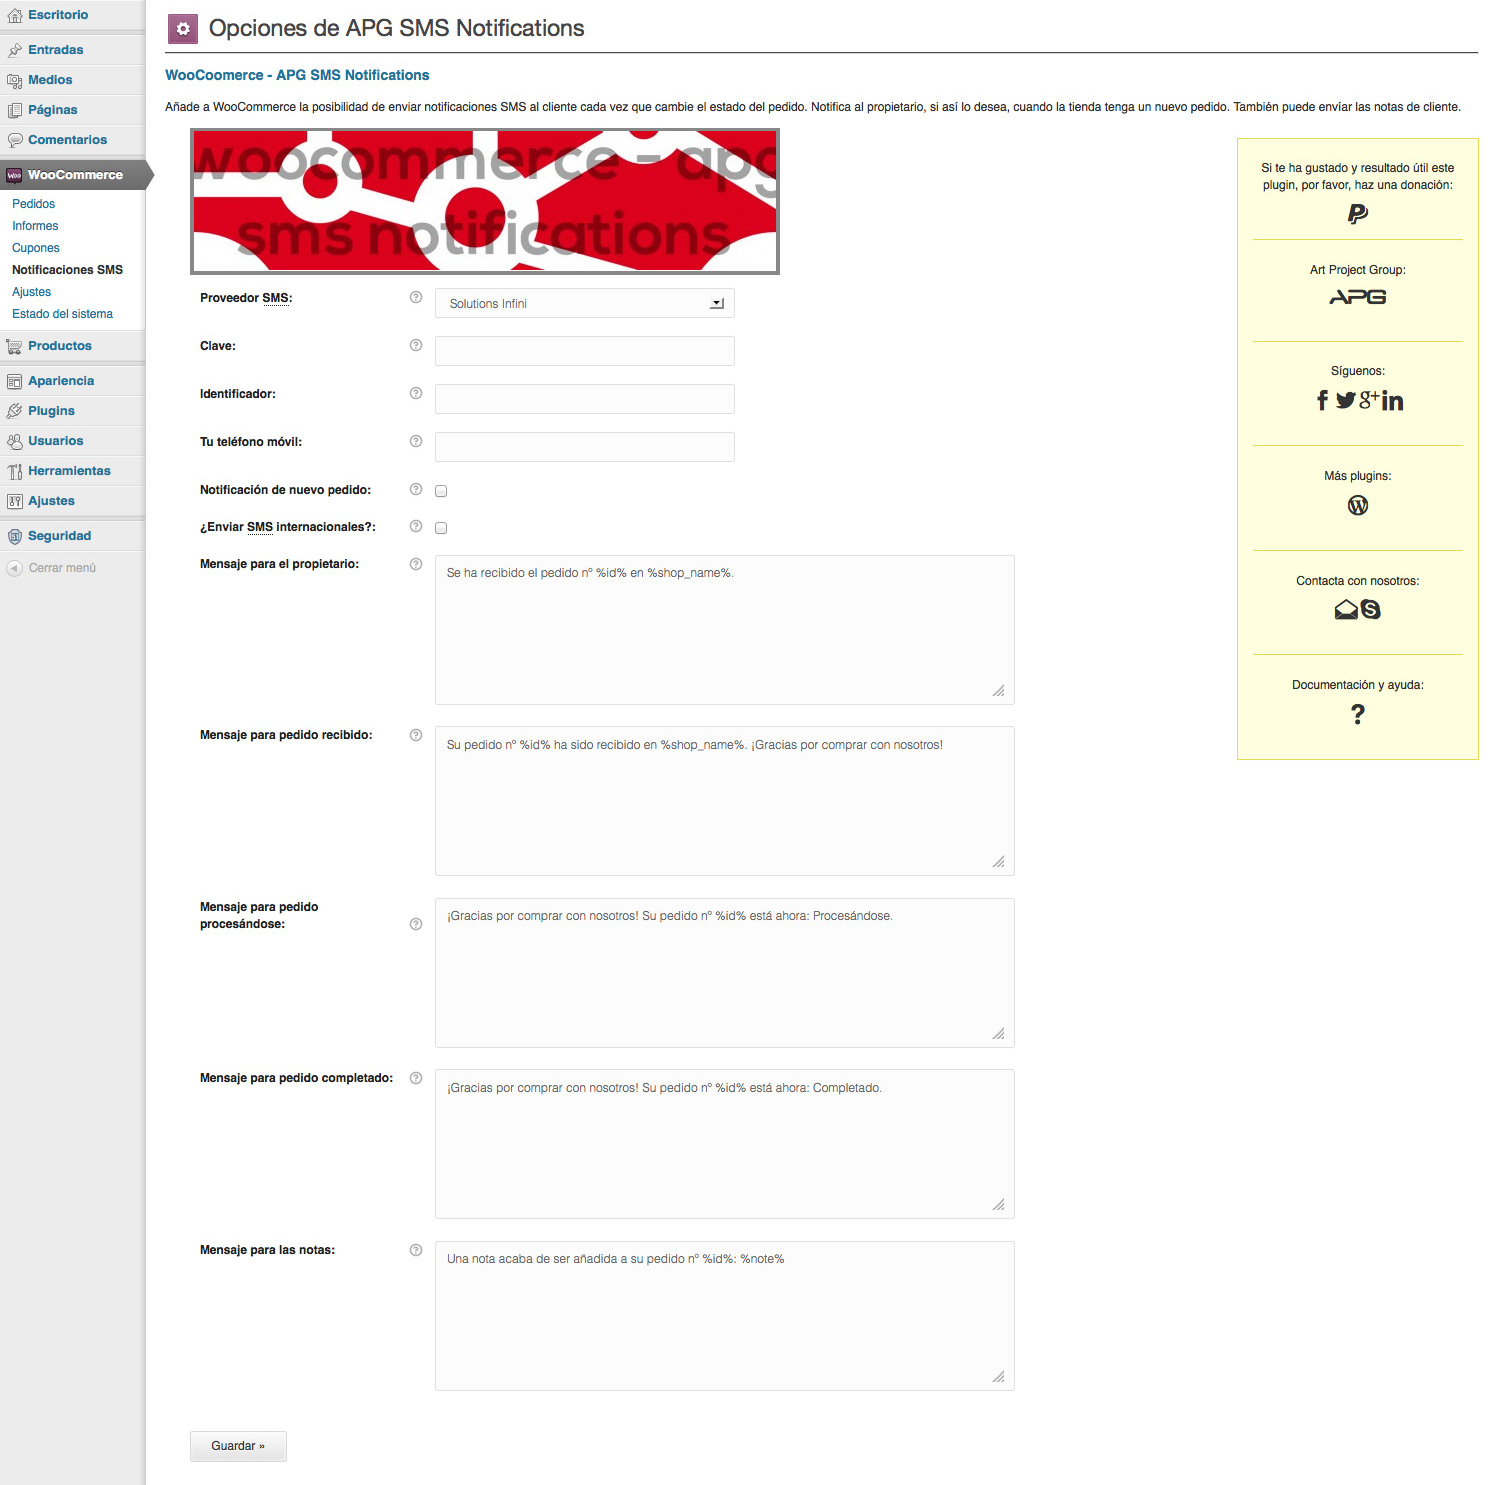 Escritorio
Entradas
Medios
Páginas
Comentarios
WooCommerce
Pedidos
Informes
Cupones
Notificaciones SMS
Ajustes
Estado del sistema
Productos
Apariencia
Plugins
Usuarios
Herramientas
Ajustes
Seguridad
Cerrar menú
Opciones de APG SMS Notifications
WooCoomerce - APG SMS Notifications
Añade a WooCommerce la posibilidad de enviar notificaciones SMS al cliente cada vez que cambie el estado del pedido. Notifica al propietario, si así lo desea, cuando la tienda tenga un nuevo pedido. También puede envíar las notas de cliente.
woocommerce - apg
sms notifications
Proveedor SMS:
Solutions Infini
Clave:
Identificador:
Tu teléfono móvil:
Notificación de nuevo pedido:
¿Enviar SMS internacionales?:
Mensaje para el propietario:
Se ha recibido el pedido nº %id% en %shop_name%.
Mensaje para pedido recibido:
Su pedido nº %id% ha sido recibido en %shop_name%. ¡Gracias por comprar con nosotros!
Mensaje para pedido
procesándose:
¡Gracias por comprar con nosotros! Su pedido nº %id% está ahora: Procesándose.
Mensaje para pedido completado:
¡Gracias por comprar con nosotros! Su pedido nº %id% está ahora: Completado.
Mensaje para las notas:
Una nota acaba de ser añadida a su pedido nº %id%: %note%
Guardar »
Si te ha gustado y resultado útil este
plugin, por favor, haz una donación:
Art Project Group:
APG
Síguenos:
Más plugins:
Contacta con nosotros:
Documentación y ayuda:
?